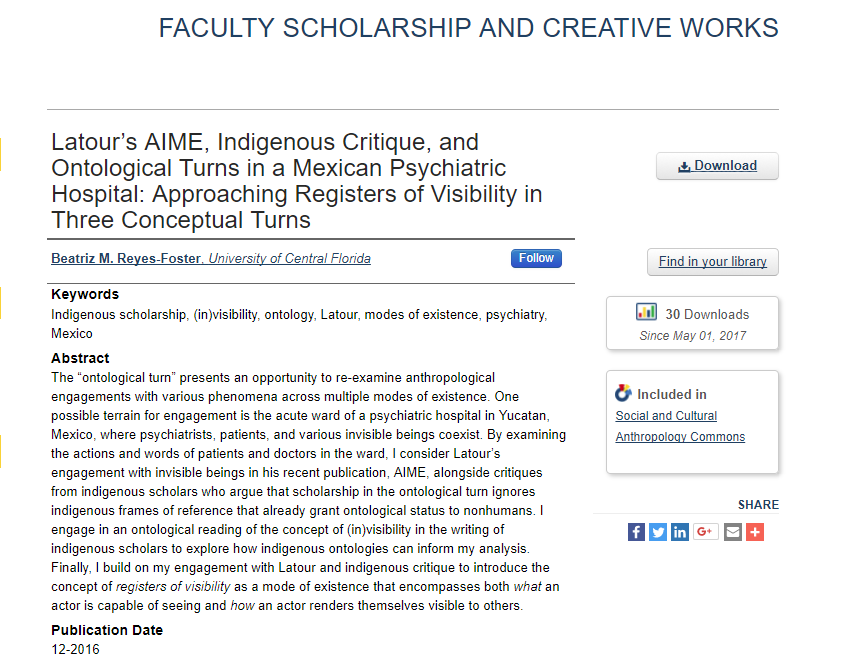 FACULTY SCHOLARSHIP AND CREATIVE WORKS
Latour’s AIME, Indigenous Critique, and
Ontological Turns in a Mexican Psychiatric
Hospital: Approaching Registers of Visibility in
Three Conceptual Turns
Beatriz M. Reyes-Foster, University of Central Florida
Follow
Keywords
Indigenous scholarship, (in)visibility, ontology, Latour, modes of existence, psychiatry,
Mexico
Abstract
The “ontological turn” presents an opportunity to re-examine anthropological
engagements with various phenomena across multiple modes of existence. One
possible terrain for engagement is the acute ward of a psychiatric hospital in Yucatan,
Mexico, where psychiatrists, patients, and various invisible beings coexist. By examining
the actions and words of patients and doctors in the ward, I consider Latour’s
engagement with invisible beings in his recent publication, AIME, alongside critiques
from indigenous scholars who argue that scholarship in the ontological turn ignores
indigenous frames of reference that already grant ontological status to nonhumans. I
engage in an ontological reading of the concept of (in)visibility in the writing of
indigenous scholars to explore how indigenous ontologies can inform my analysis.
Finally, I build on my engagement with Latour and indigenous critique to introduce the
concept of registers of visibility as a mode of existence that encompasses both what an
actor is capable of seeing and how an actor renders themselves visible to others.
Publication Date
12-2016
Download
Find in your library
30 Downloads
Since May 01, 2017
Included in
Social and Cultural
Anthropology Commons
SHARE
f
in
G+
+